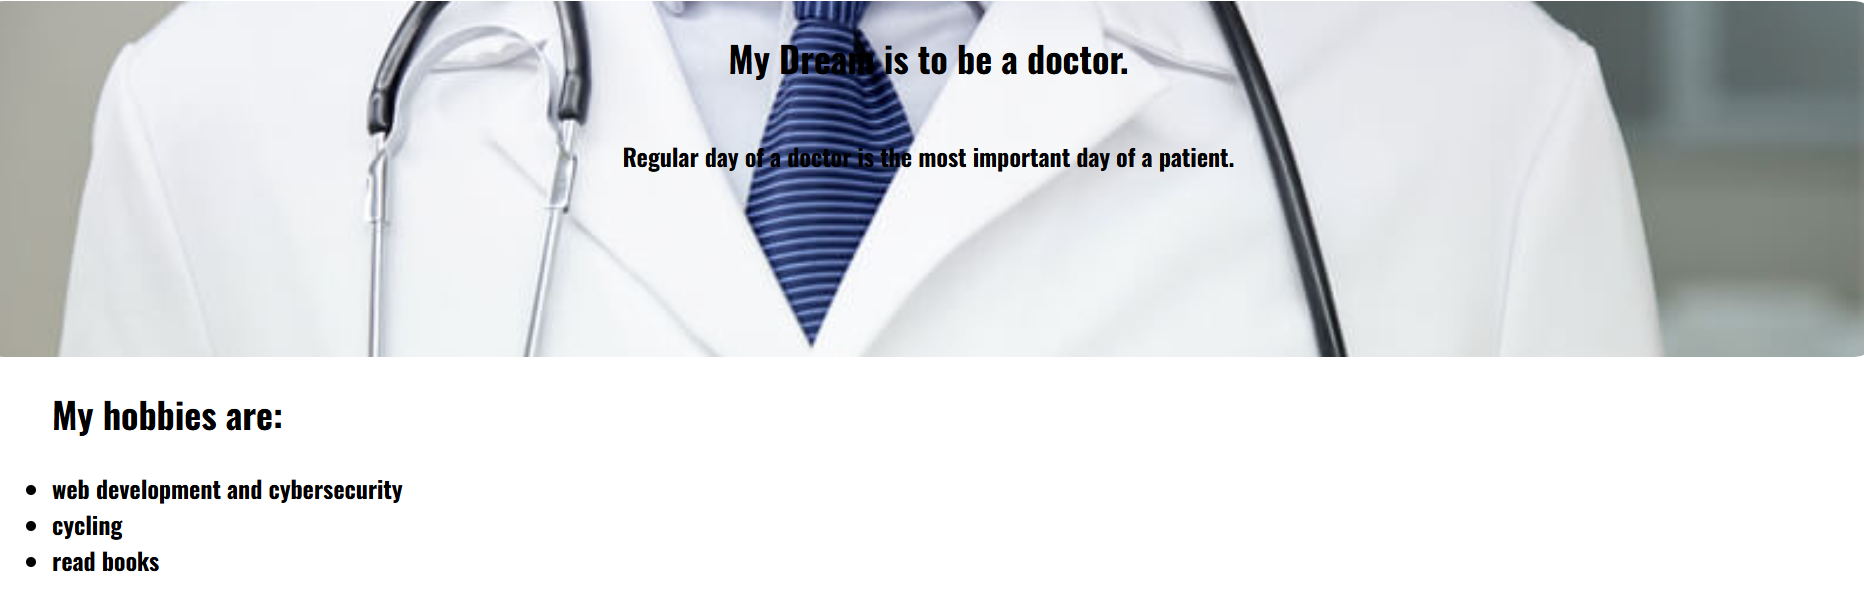 My Dream is to be a doctor.
Regular day of a doctor is the most important day of a patient.
My hobbies are:
web development and cybersecurity
cycling
read books